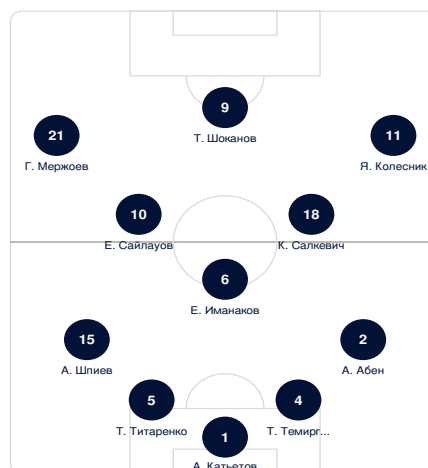 9
Т. Шоканов
21
Г. Мержоев
11
Я. Колесник
10
Е. Сайлауов
18
К. Салкевич
6
Е. Иманаков
15
А. Шпиев
2
А. Абен
5
Т. Титаренко
4
Т. Темирг...
1
А. Катьетов